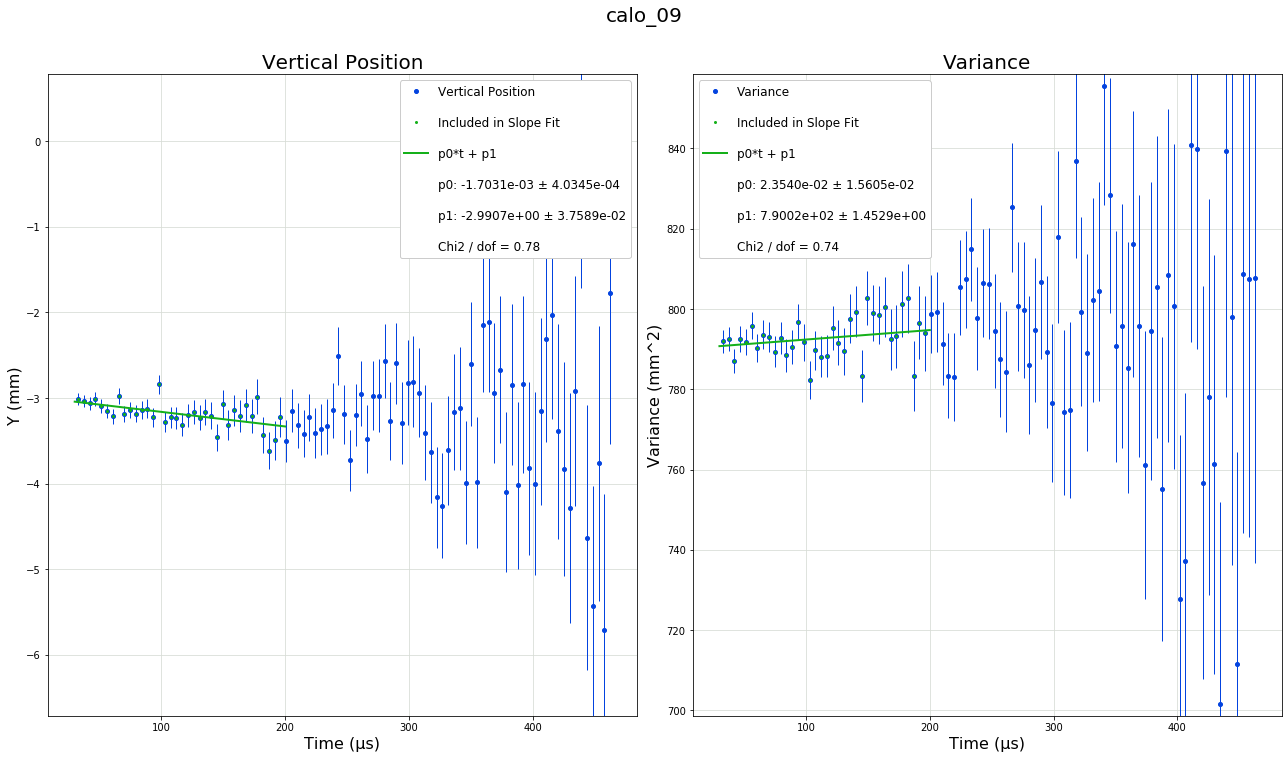 calo_09
Vertical Position
Vertical Position
Included in Slope Fit
p0*t + p1
p0: -1.7031e-03 ± 4.0345e-04
p1: -2.9907e+00 ± 3.7589e-02
Chi2 / dof = 0.78
0
−1
−2
−3
−4
−5
−6
Y (mm)
100
200
300
400
Time (μs)
Variance
Variance
Included in Slope Fit
p0*t + p1
p0: 2.3540e-02 ± 1.5605e-02
p1: 7.9002e+02 ± 1.4529e+00
Chi2 / dof = 0.74
840
820
800
780
760
740
720
700
Variance (mm^2)
100
200
300
400
Time (μs)